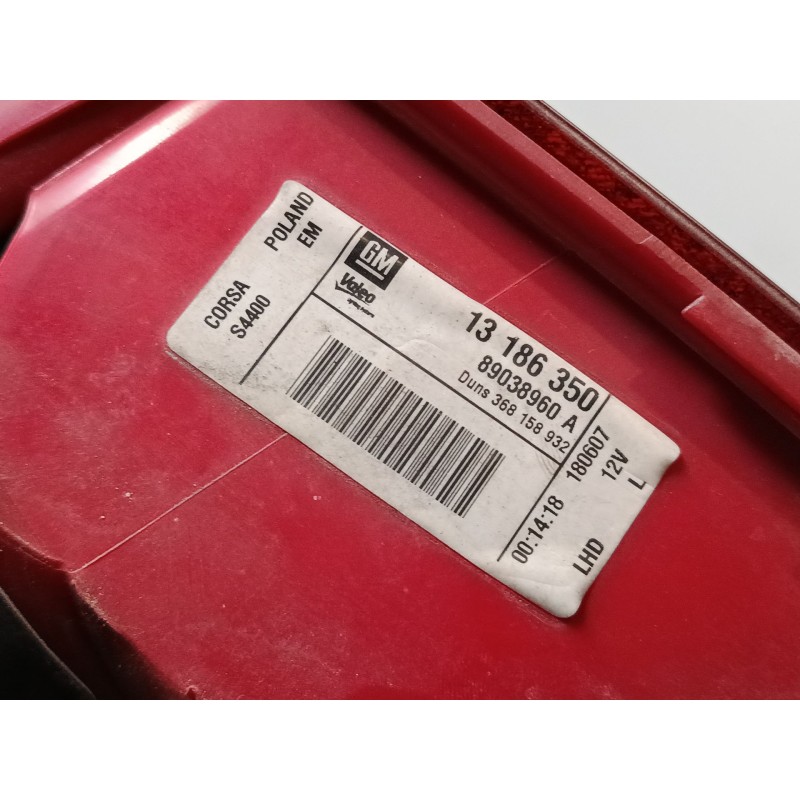 POLAND
EM
CORSA
S4400
GM
Valeo
13 186 350
89038960 A
Duns 368 158 932
00:14:18 180607
12V
LHD L